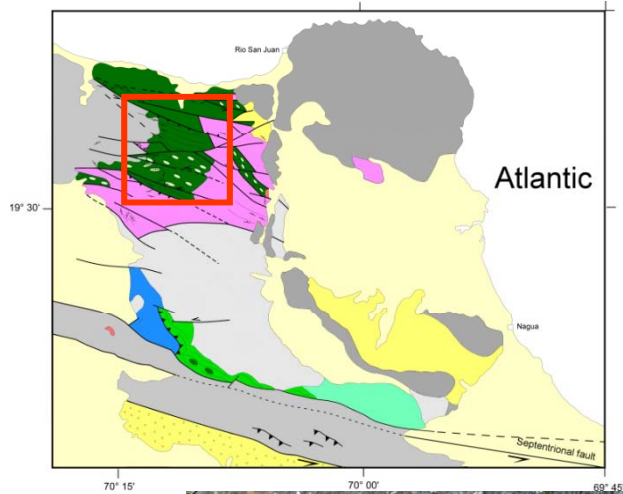 Rio San Juan
Atlantic
19° 30'
Nagua
Septentrional fault
70° 15'
70° 00'
69° 45'